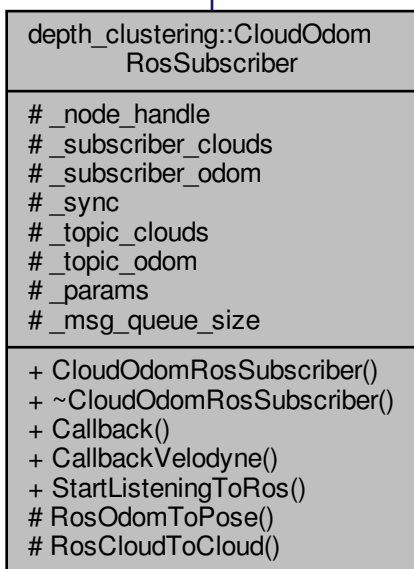 depth_clustering::CloudOdom
RosSubscriber
# _node_handle
# _subscriber_clouds
# _subscriber_odom
# _sync
# _topic_clouds
# _topic_odom
# _params
# _msg_queue_size
+ CloudOdomRosSubscriber()
+ ~CloudOdomRosSubscriber()
+ Callback()
+ CallbackVelodyne()
+ StartListeningToRos()
# RosOdomToPose()
# RosCloudToCloud()